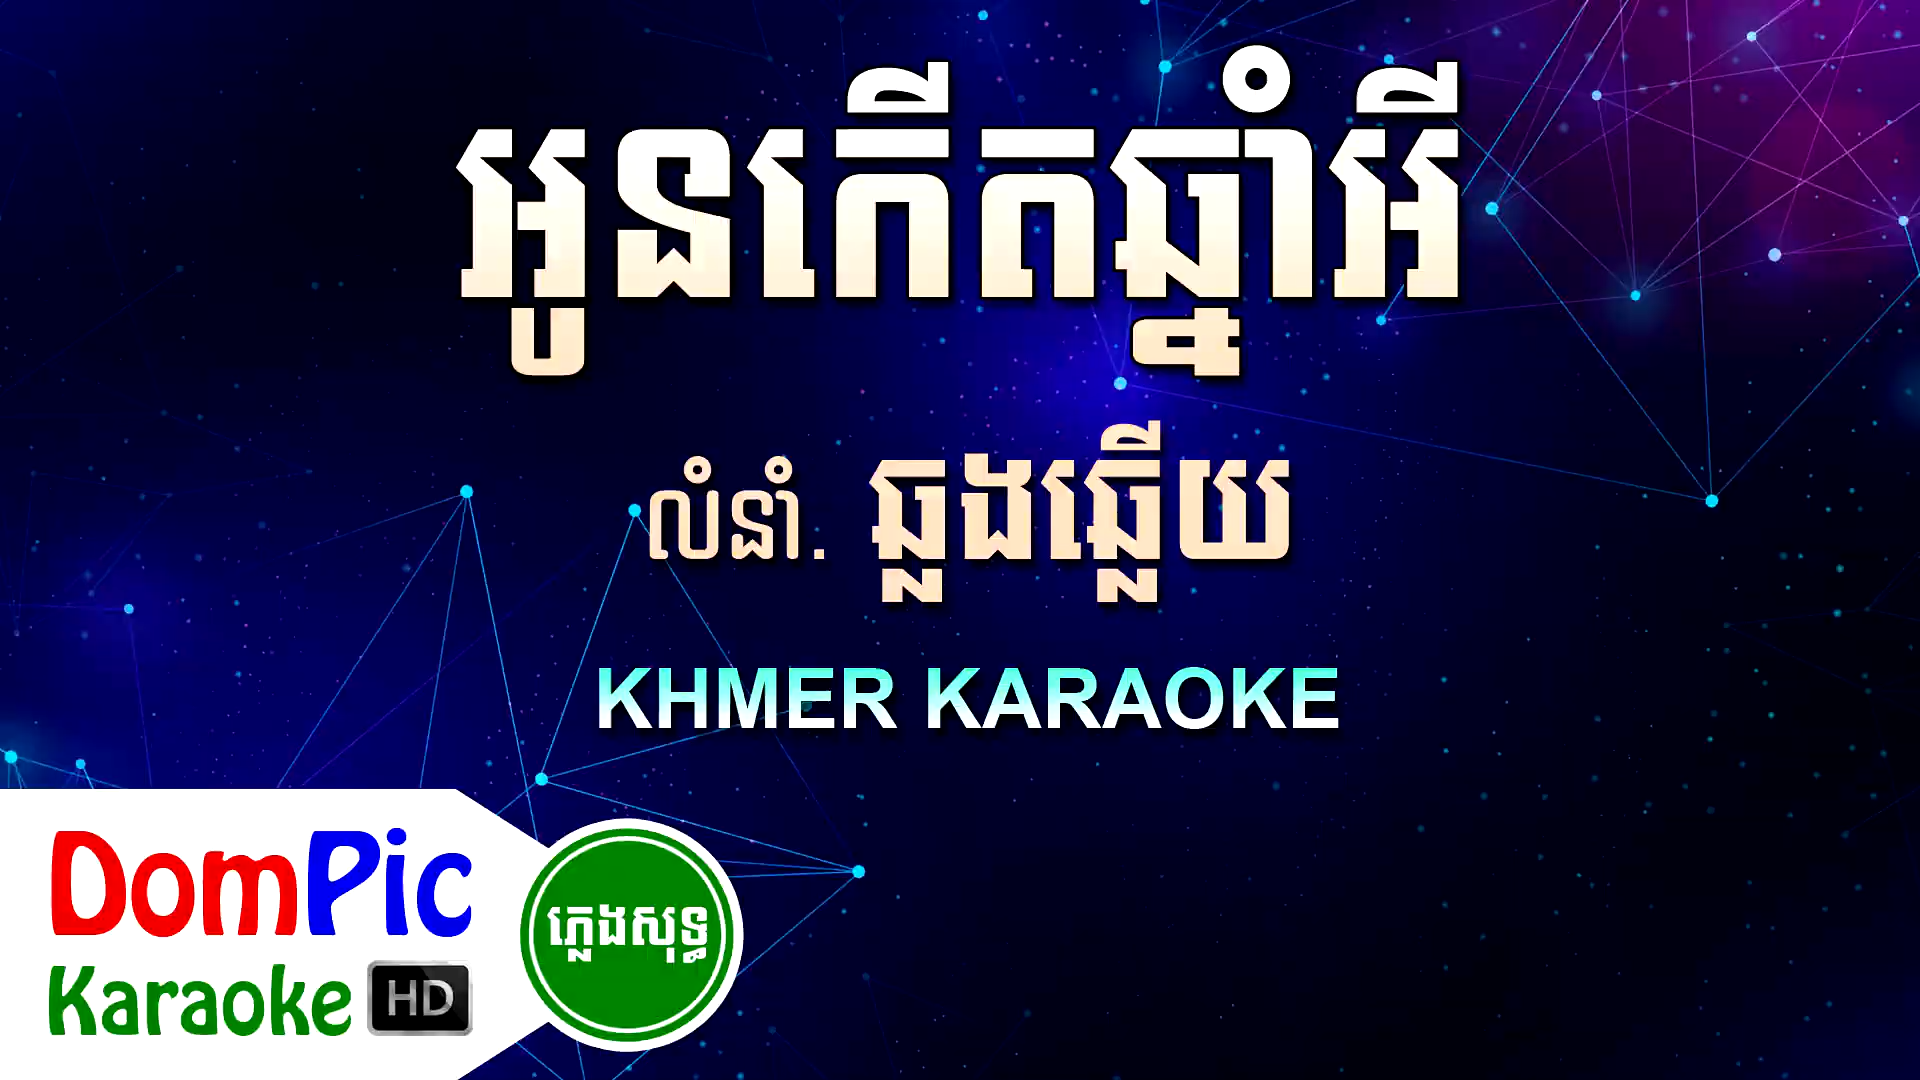 អូនកើតឆ្នាំអី
លំនាំ. ឆ្លងឆ្លើយ
KHMER KARAOKE
DomPic
Karaoke HD
ភ្លេងសុទ្ធ